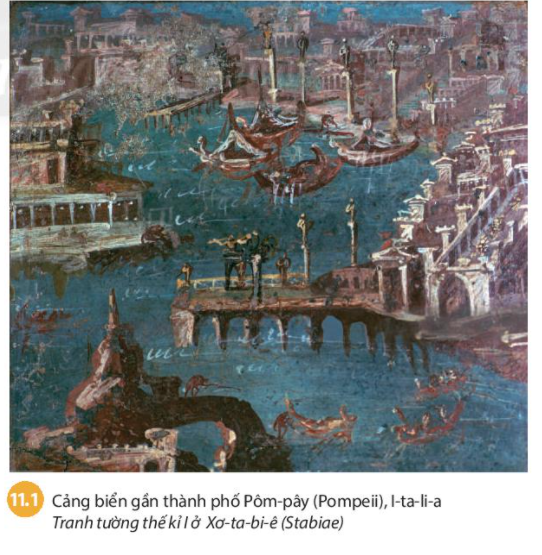 11.1 Cảng biển gần thành phố Pôm-pây (Pompeii), I-ta-li-a
Tranh tường thế kỉ I ở Xơ-ta-bi-ê (Stabiae)